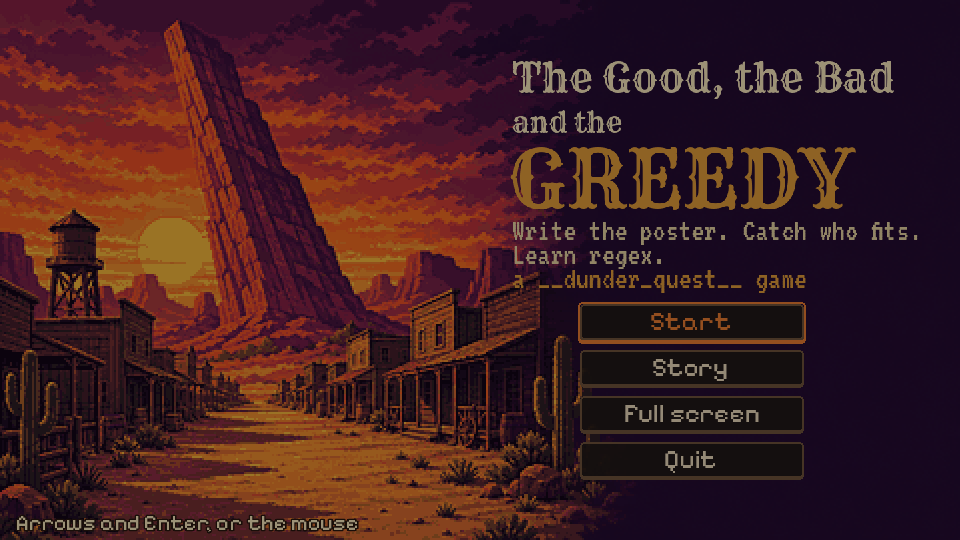 The Good, the Bad
and the
GREEDY
Write the poster. Catch who fits.
Learn regex.
a __dunder_quest__ game
Start
Story
Full screen
Quit
Arrows and Enter, or the mouse